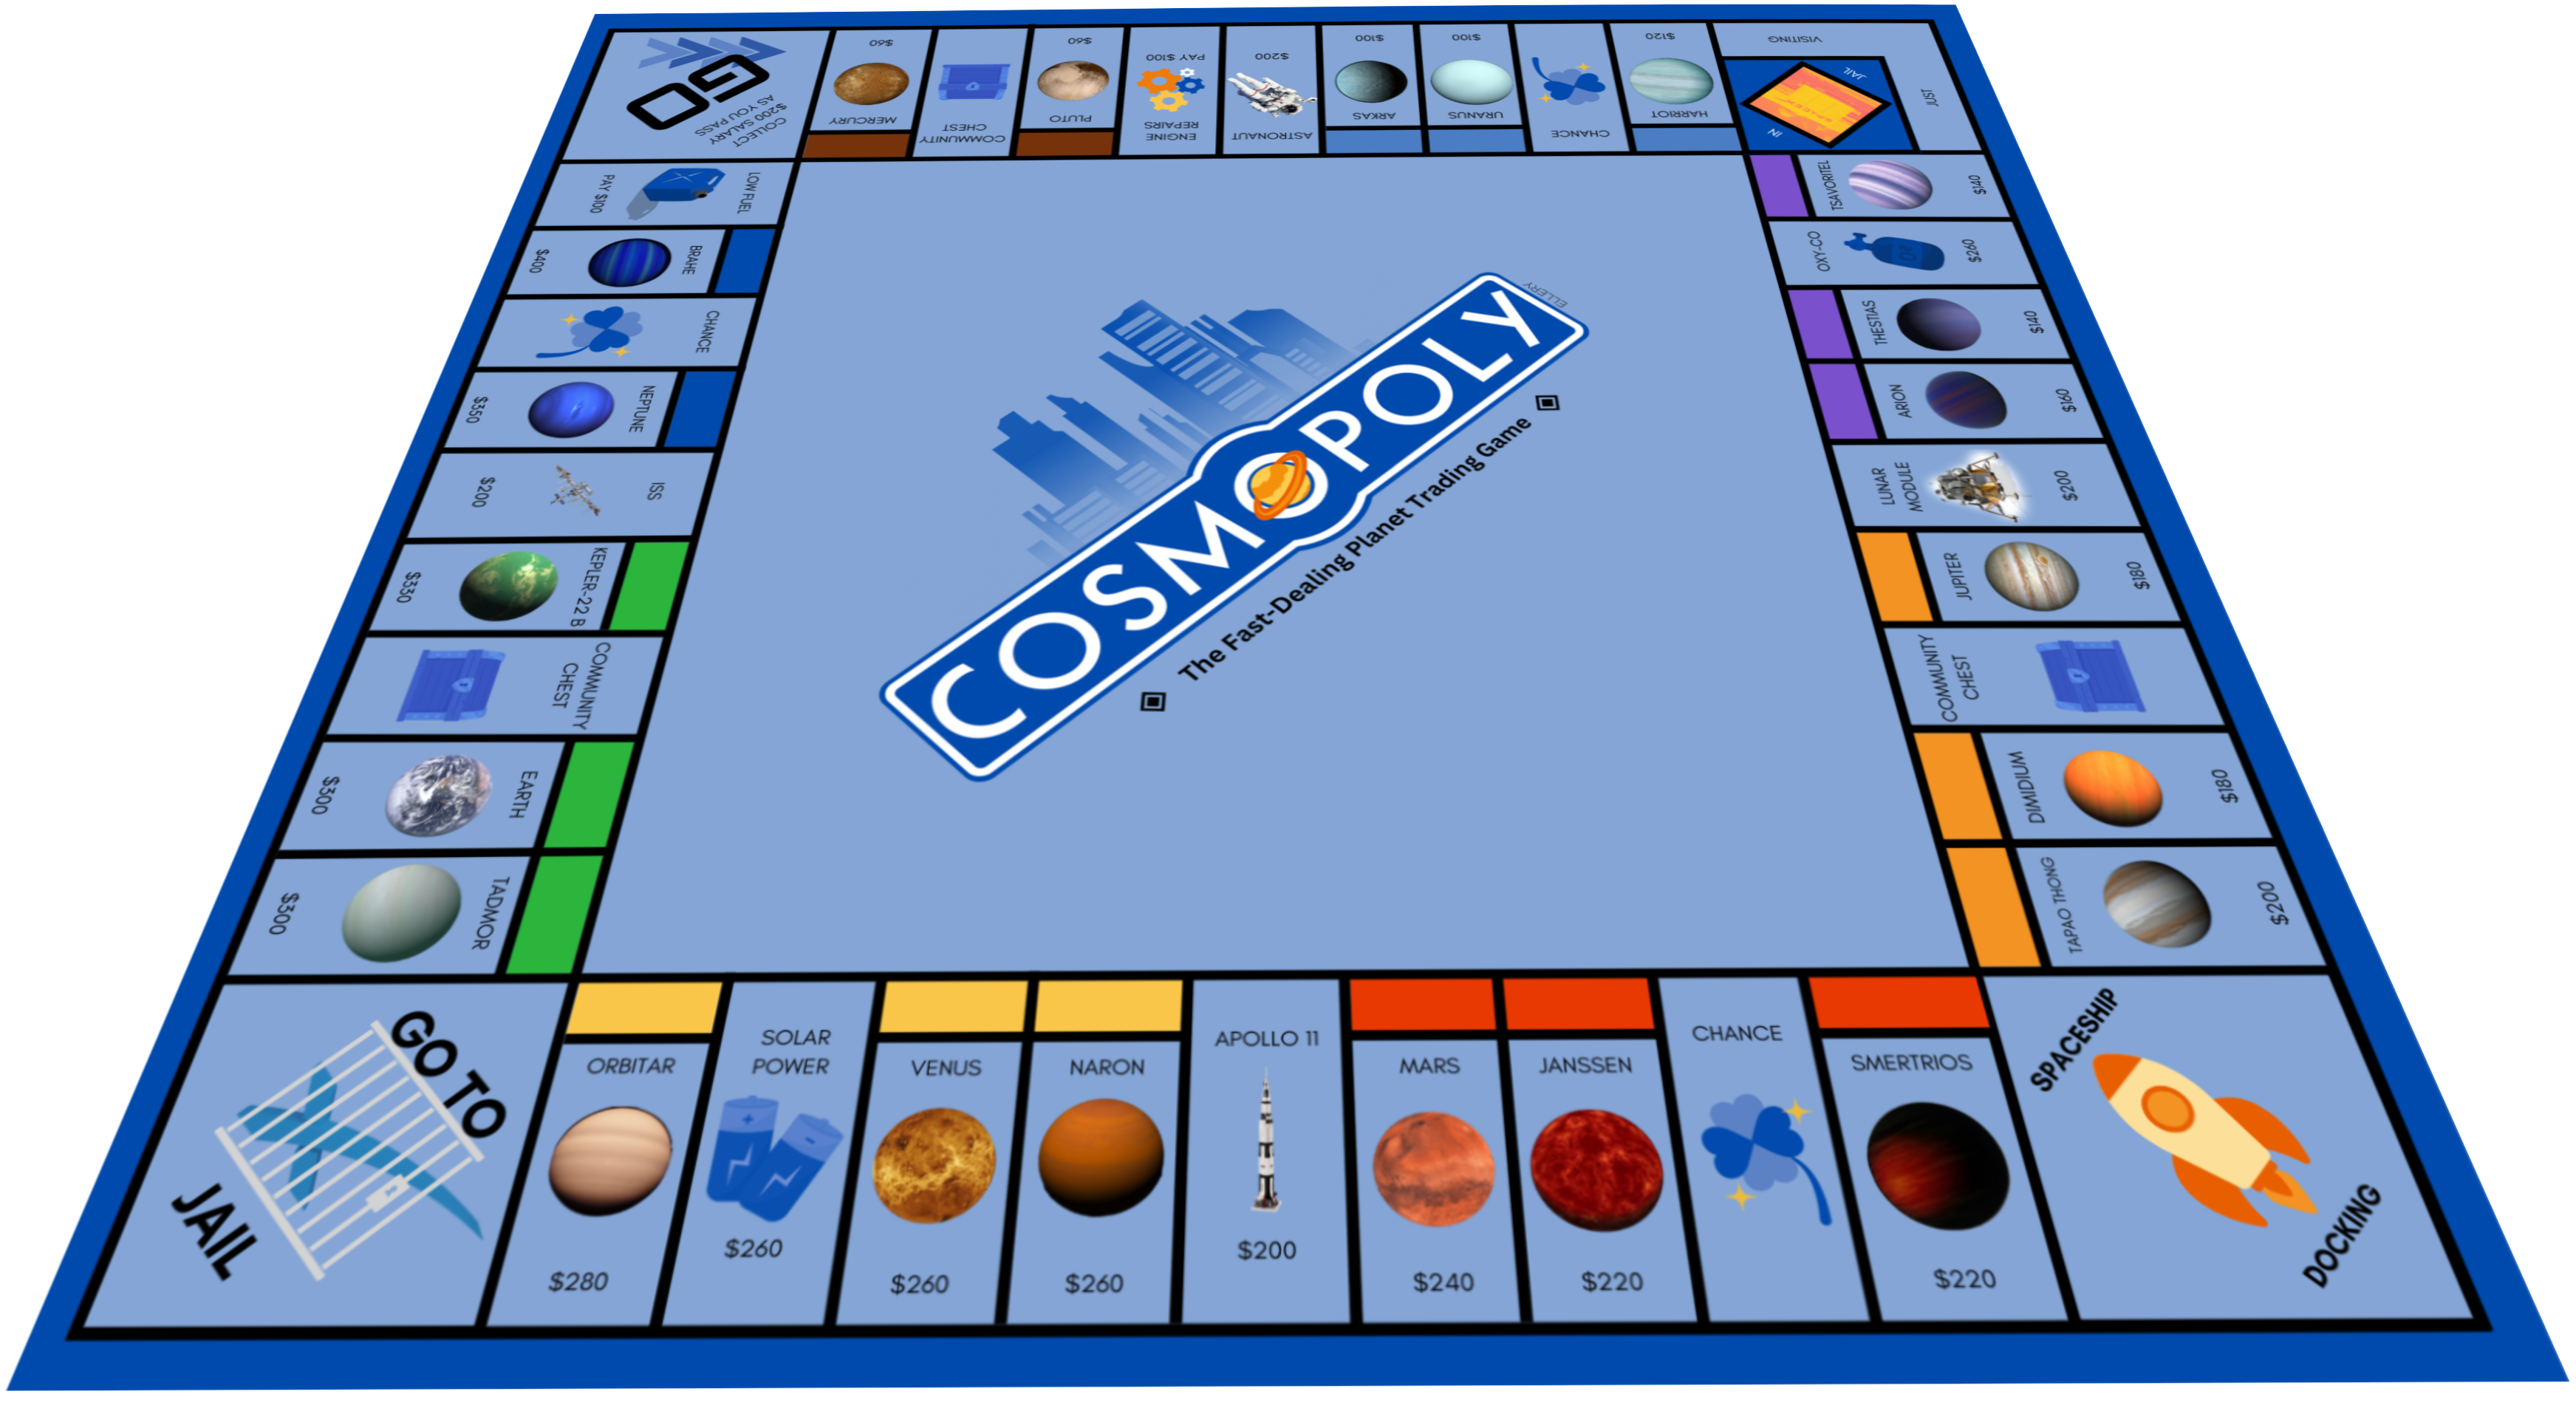 GO
COLLECT
$200 SALARY
AS YOU PASS
MERCURY
$60
COMMUNITY
CHEST
PLUTO
$60
ENGINE
REPAIRS
PAY $100
ASTRONAUT
$200
ARKAS
$100
URANUS
$100
CHANCE
HARRIOT
$120
IN
JAIL
JUST
VISITING
TSAVORITEL
$140
OXY-CO
$260
THESTIAS
$140
ARION
$160
LUNAR
MODULE
$200
JUPITER
$180
COMMUNITY
CHEST
DIMIDIUM
$180
TAPAO THONG
$200
SPACESHIP
DOCKING
SMERTRIOS
$220
CHANCE
JANSSEN
$220
MARS
$240
APOLLO 11
$200
NARON
$260
VENUS
$260
SOLAR
POWER
$260
ORBITAR
$280
GO TO
JAIL
TADMOR
$300
EARTH
$300
COMMUNITY
CHEST
KEPLER-22 B
$330
ISS
$200
NEPTUNE
$350
CHANCE
BRAHE
$400
LOW FUEL
PAY $100
ELLERY
COSMOPOLY
The Fast-Dealing Planet Trading Game